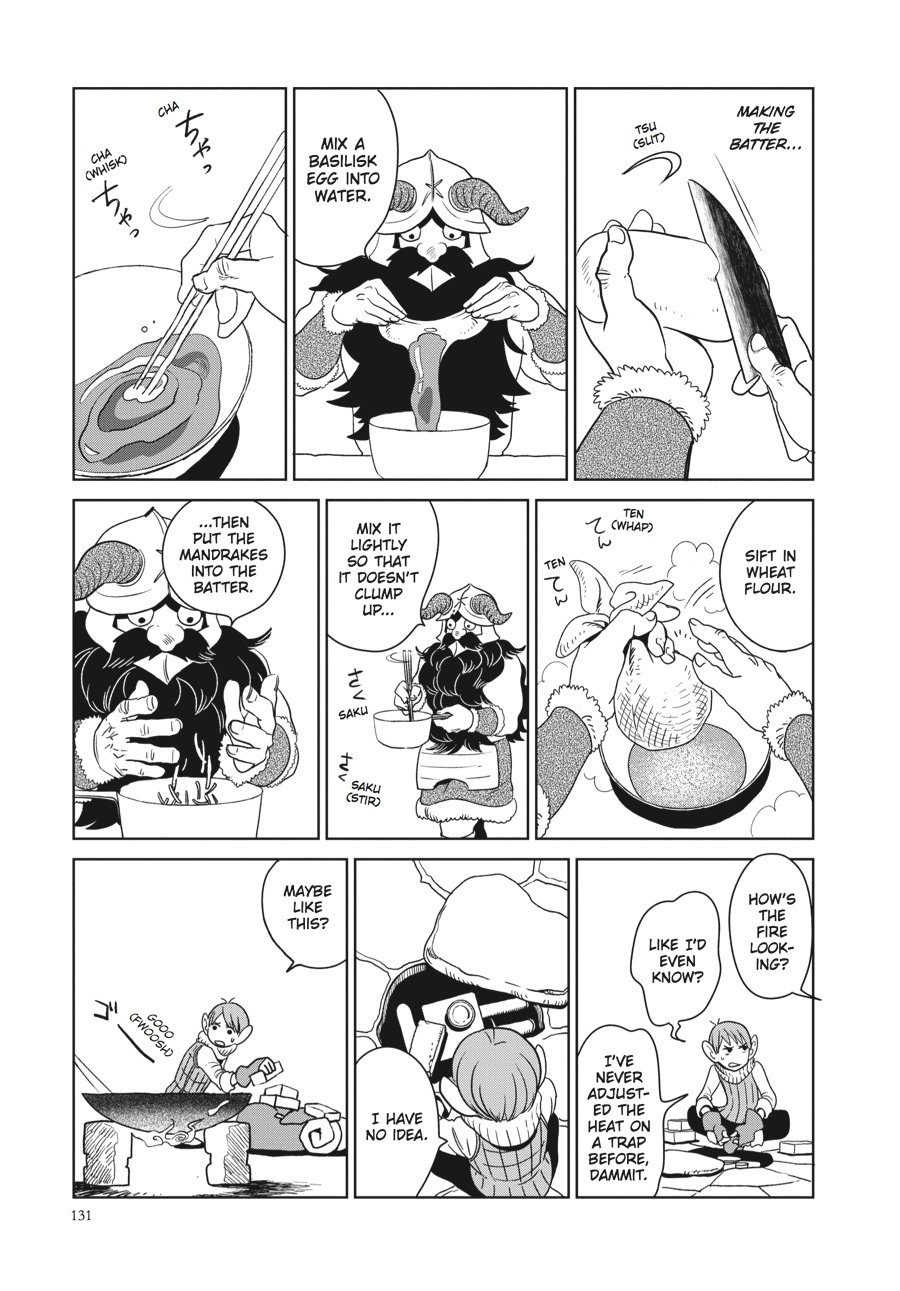 MAKING
THE
BATTER...
TSU
(SLIT)
MIX A
BASILISK
EGG INTO
WATER.
CHA
ちゃっ
CHA
(WHISK)
ちゃっ
SIFT IN
WHEAT
FLOUR.
TEN
(WHAP)
てん
TEN
てん
MIX IT
LIGHTLY
SO THAT
IT DOESN'T
CLUMP
UP...
さく
SAKU
さく
SAKU
(STIR)
...THEN
PUT THE
MANDRAKES
INTO THE
BATTER.
HOW'S
THE
FIRE
LOOK-
ING?
LIKE I'D
EVEN
KNOW?
I'VE
NEVER
ADJUST-
ED THE
HEAT ON
A TRAP
BEFORE,
DAMMIT.
I HAVE
NO IDEA.
MAYBE
LIKE
THIS?
ゴー
GOOO
(FWOOSH)
131